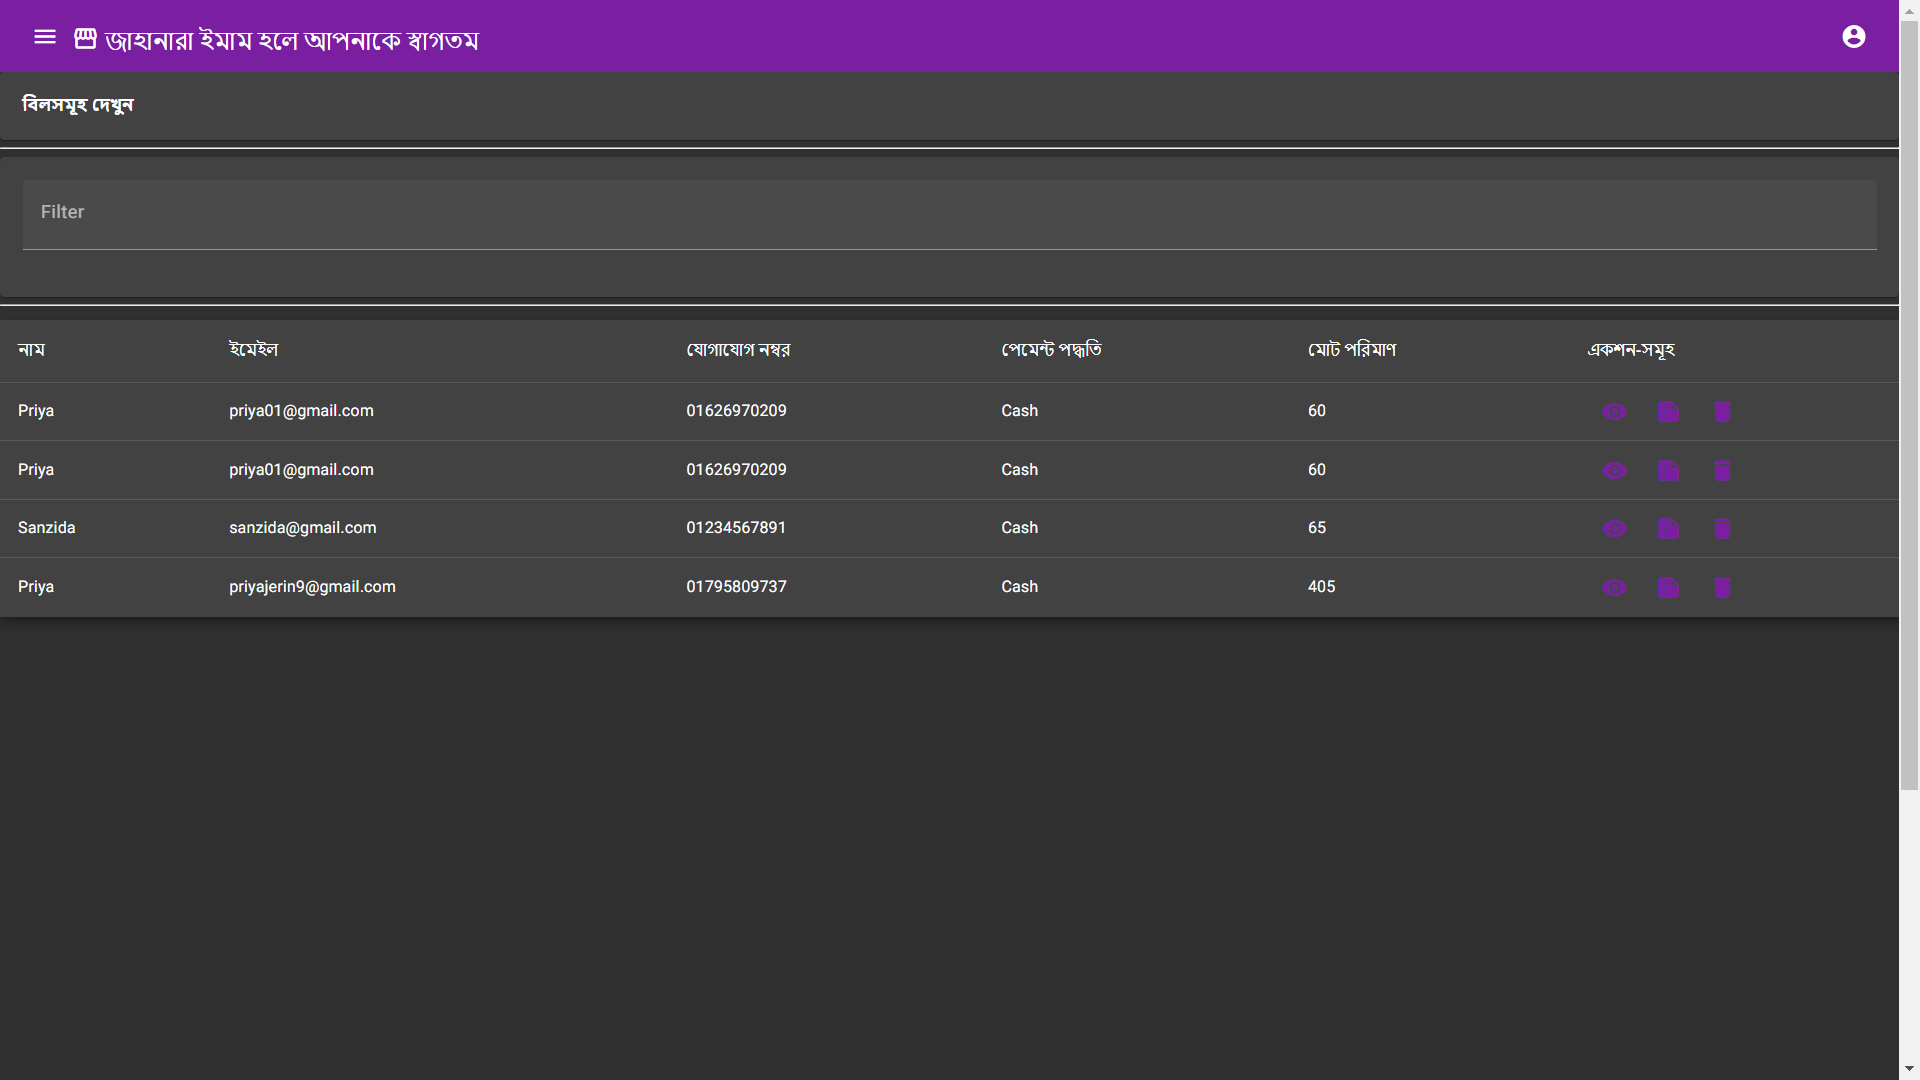 জাহানারা ইমাম হলে আপনাকে স্বাগতম
বিলসমূহ দেখুন
Filter
নাম ইমেইল যোগাযোগ নম্বর পেমেন্ট পদ্ধতি মোট পরিমাণ একশন-সমূহ
Priya priya01@gmail.com 01626970209 Cash 60
Priya priya01@gmail.com 01626970209 Cash 60
Sanzida sanzida@gmail.com 01234567891 Cash 65
Priya priyajerin9@gmail.com 01795809737 Cash 405